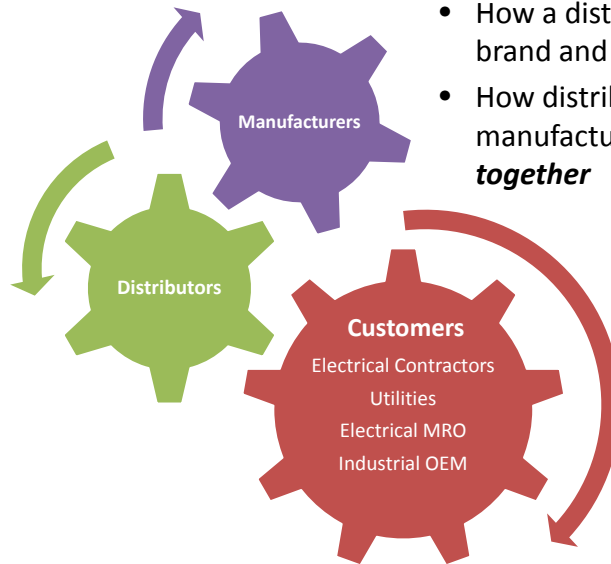 • How a dist
brand and
• How distri
manufactu
together
Manufacturers
Distributors
Customers
Electrical Contractors
Utilities
Electrical MRO
Industrial OEM